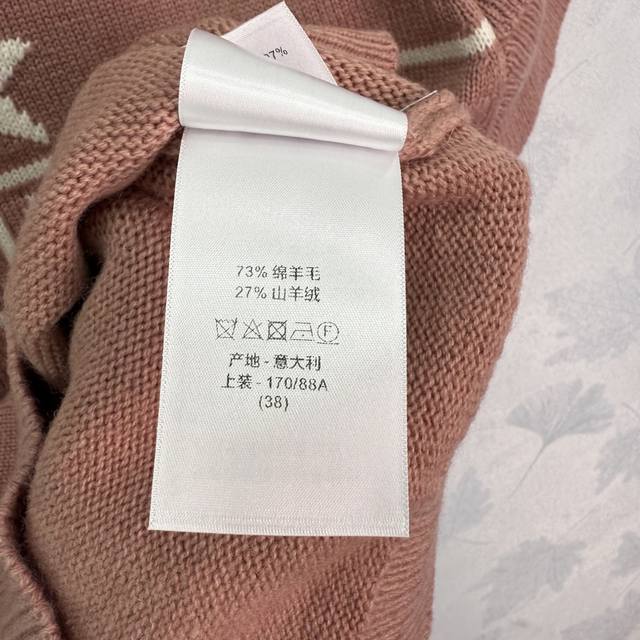 73% 绵羊毛
27% 山羊绒
产地 - 意大利
上装 - 170/88A
(38)